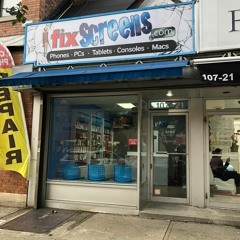 fixScreens.com
Phones · PCs · Tablets · Consoles · Macs
107-21
REPAIR